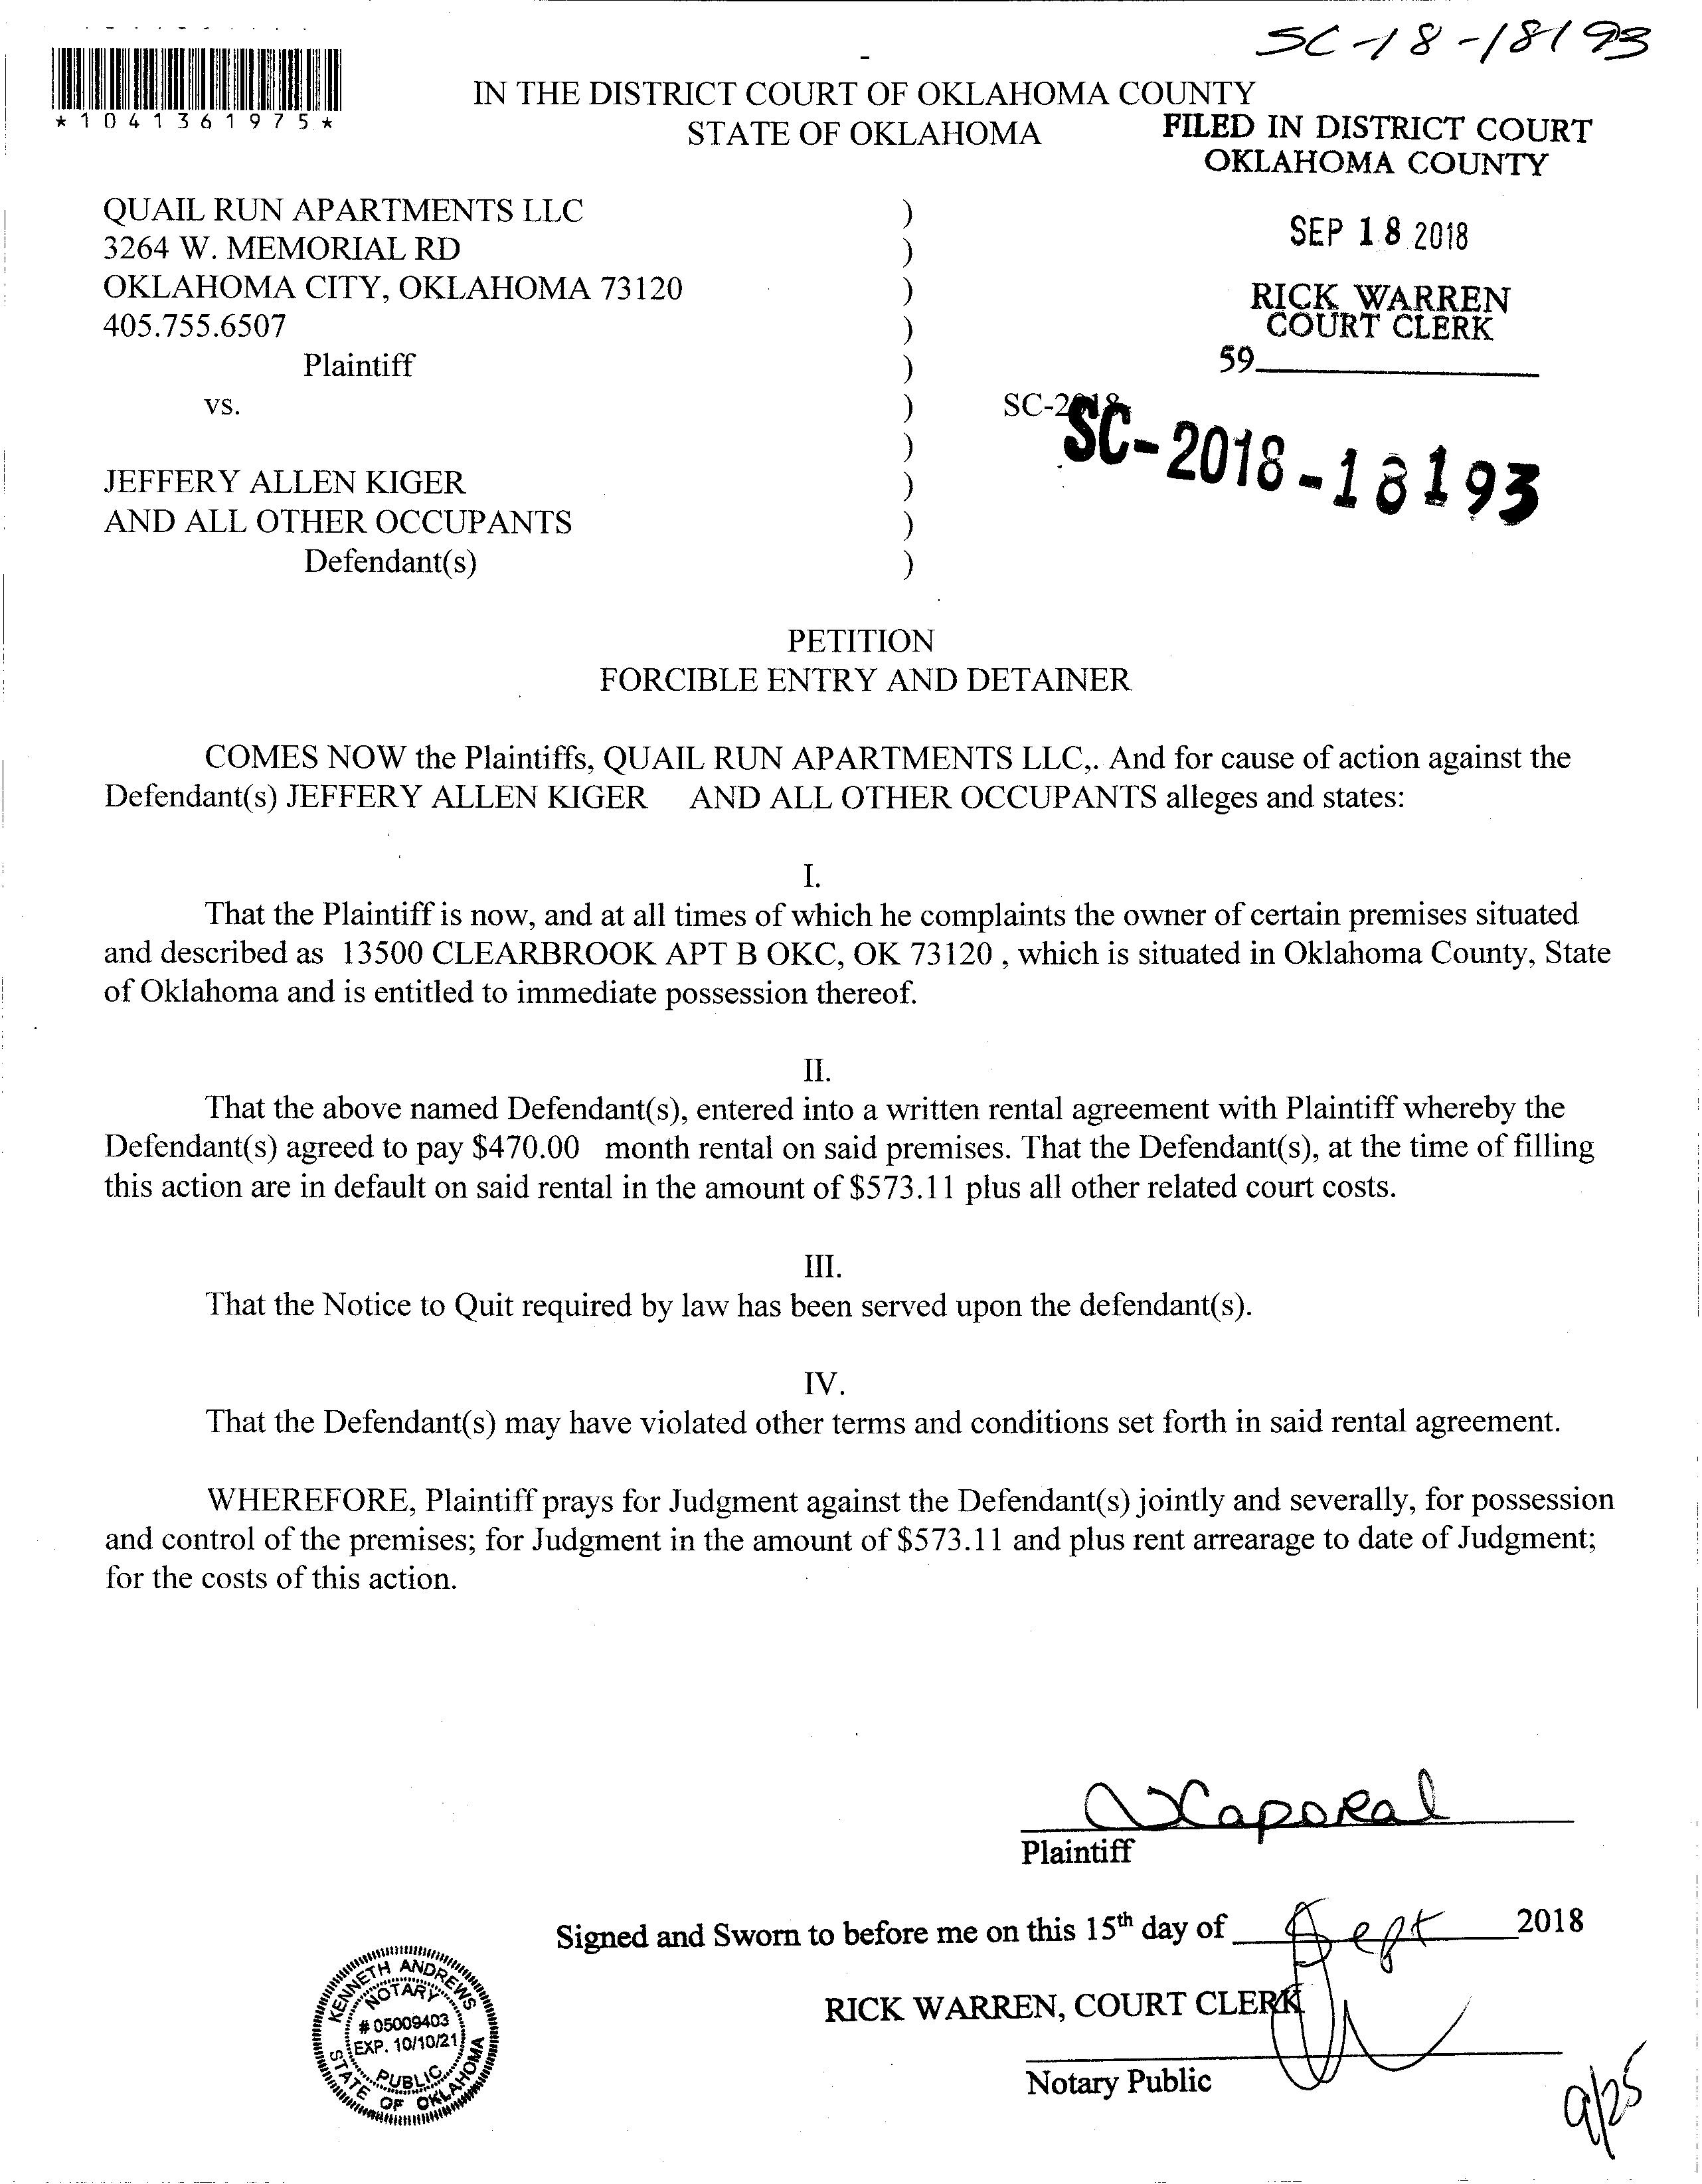 SC-18-18193
*1041361975*
IN THE DISTRICT COURT OF OKLAHOMA COUNTY
STATE OF OKLAHOMA
FILED IN DISTRICT COURT
OKLAHOMA COUNTY
SEP 18 2018
RICK WARREN
COURT CLERK
59
QUAIL RUN APARTMENTS LLC )
3264 W. MEMORIAL RD )
OKLAHOMA CITY, OKLAHOMA 73120 )
405.755.6507 )
Plaintiff )
vs. ) SC-2018-
)
SC-2018-18193
JEFFERY ALLEN KIGER )
AND ALL OTHER OCCUPANTS )
Defendant(s) )
PETITION
FORCIBLE ENTRY AND DETAINER
COMES NOW the Plaintiffs, QUAIL RUN APARTMENTS LLC,. And for cause of action against the
Defendant(s) JEFFERY ALLEN KIGER AND ALL OTHER OCCUPANTS alleges and states:
I.
That the Plaintiff is now, and at all times of which he complaints the owner of certain premises situated
and described as 13500 CLEARBROOK APT B OKC, OK 73120 , which is situated in Oklahoma County, State
of Oklahoma and is entitled to immediate possession thereof.
II.
That the above named Defendant(s), entered into a written rental agreement with Plaintiff whereby the
Defendant(s) agreed to pay $470.00 month rental on said premises. That the Defendant(s), at the time of filling
this action are in default on said rental in the amount of $573.11 plus all other related court costs.
III.
That the Notice to Quit required by law has been served upon the defendant(s).
IV.
That the Defendant(s) may have violated other terms and conditions set forth in said rental agreement.
WHEREFORE, Plaintiff prays for Judgment against the Defendant(s) jointly and severally, for possession
and control of the premises; for Judgment in the amount of $573.11 and plus rent arrearage to date of Judgment;
for the costs of this action.
Plaintiff
Signed and Sworn to before me on this 15th day of Sept 2018
RICK WARREN, COURT CLERK
Notary Public
KENNETH ANDREWS
NOTARY
# 05009403
EXP. 10/10/21
PUBLIC
STATE OF OKLAHOMA
9/25